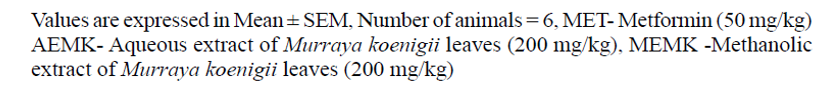 Values are expressed in Mean ± SEM, Number of animals = 6, MET- Metformin (50 mg/kg)
AEMK- Aqueous extract of Murraya koenigii leaves (200 mg/kg), MEMK -Methanolic
extract of Murraya koenigii leaves (200 mg/kg)